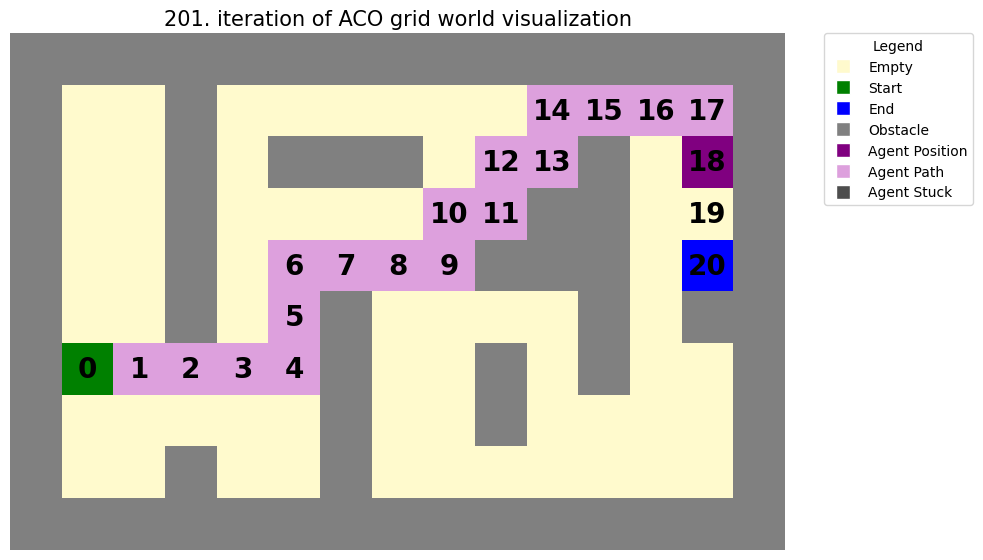 201. iteration of ACO grid world visualization
Legend
Empty
Start
End
Obstacle
Agent Position
Agent Path
Agent Stuck
14 15 16 17
12 13 18
10 11 19
6 7 8 9 20
5
0 1 2 3 4